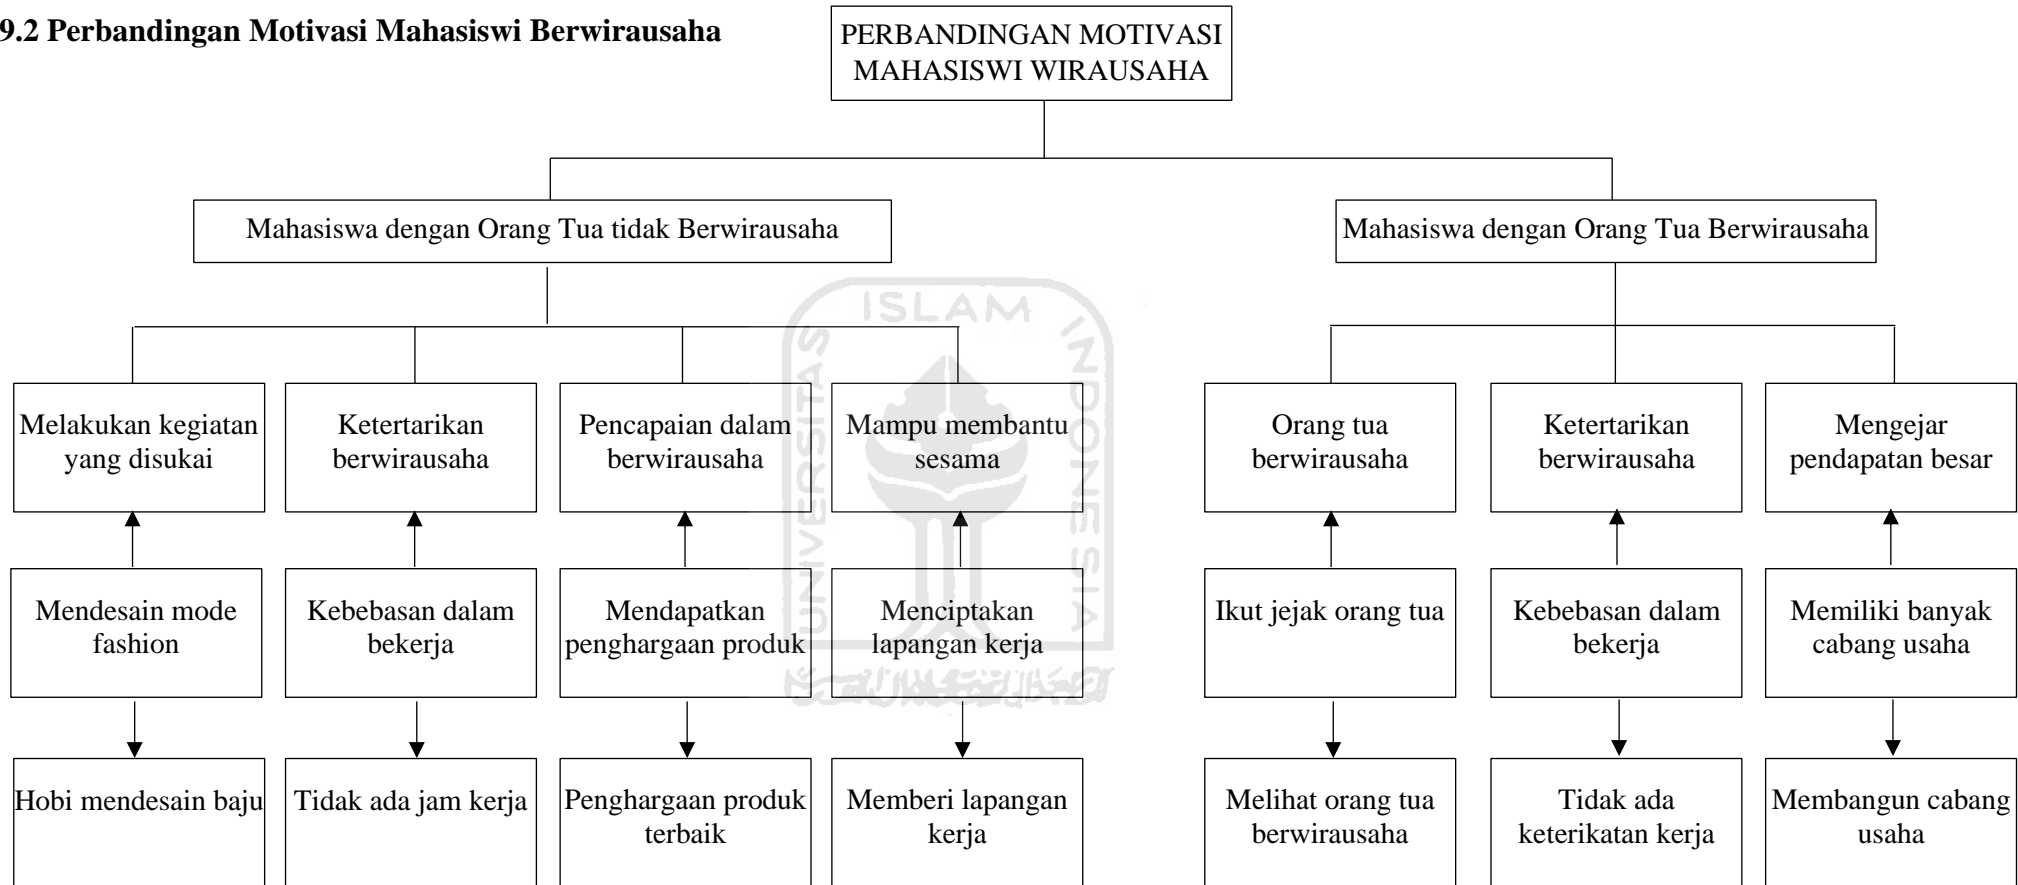 9.2 Perbandingan Motivasi Mahasiswi Berwirausaha
PERBANDINGAN MOTIVASI
MAHASISWI WIRAUSAHA
Mahasiswa dengan Orang Tua tidak Berwirausaha
Mahasiswa dengan Orang Tua Berwirausaha
Melakukan kegiatan
yang disukai
Ketertarikan
berwirausaha
Pencapaian dalam
berwirausaha
Mampu membantu
sesama
Orang tua
berwirausaha
Ketertarikan
berwirausaha
Mengejar
pendapatan besar
Mendesain mode
fashion
Kebebasan dalam
bekerja
Mendapatkan
penghargaan produk
Menciptakan
lapangan kerja
Ikut jejak orang tua
Kebebasan dalam
bekerja
Memiliki banyak
cabang usaha
Hobi mendesain baju
Tidak ada jam kerja
Penghargaan produk
terbaik
Memberi lapangan
kerja
Melihat orang tua
berwirausaha
Tidak ada
keterikatan kerja
Membangun cabang
usaha
UNIVERSITAS
ISLAM
INDONESIA